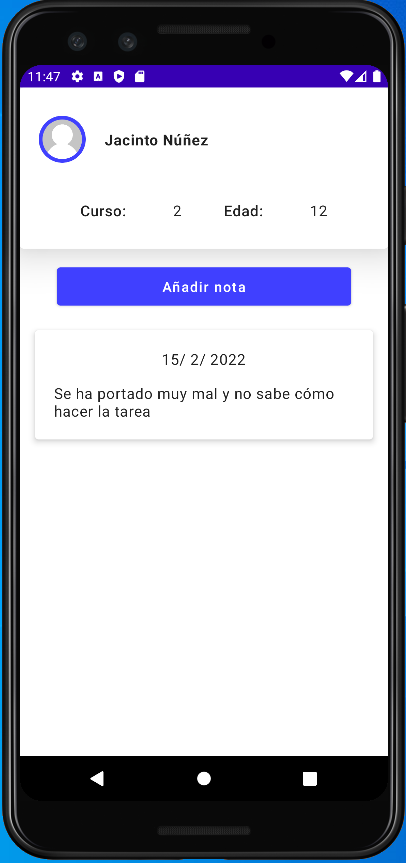 11:47
Jacinto Núñez
Curso: 2 Edad: 12
Añadir nota
15/ 2/ 2022
Se ha portado muy mal y no sabe cómo
hacer la tarea